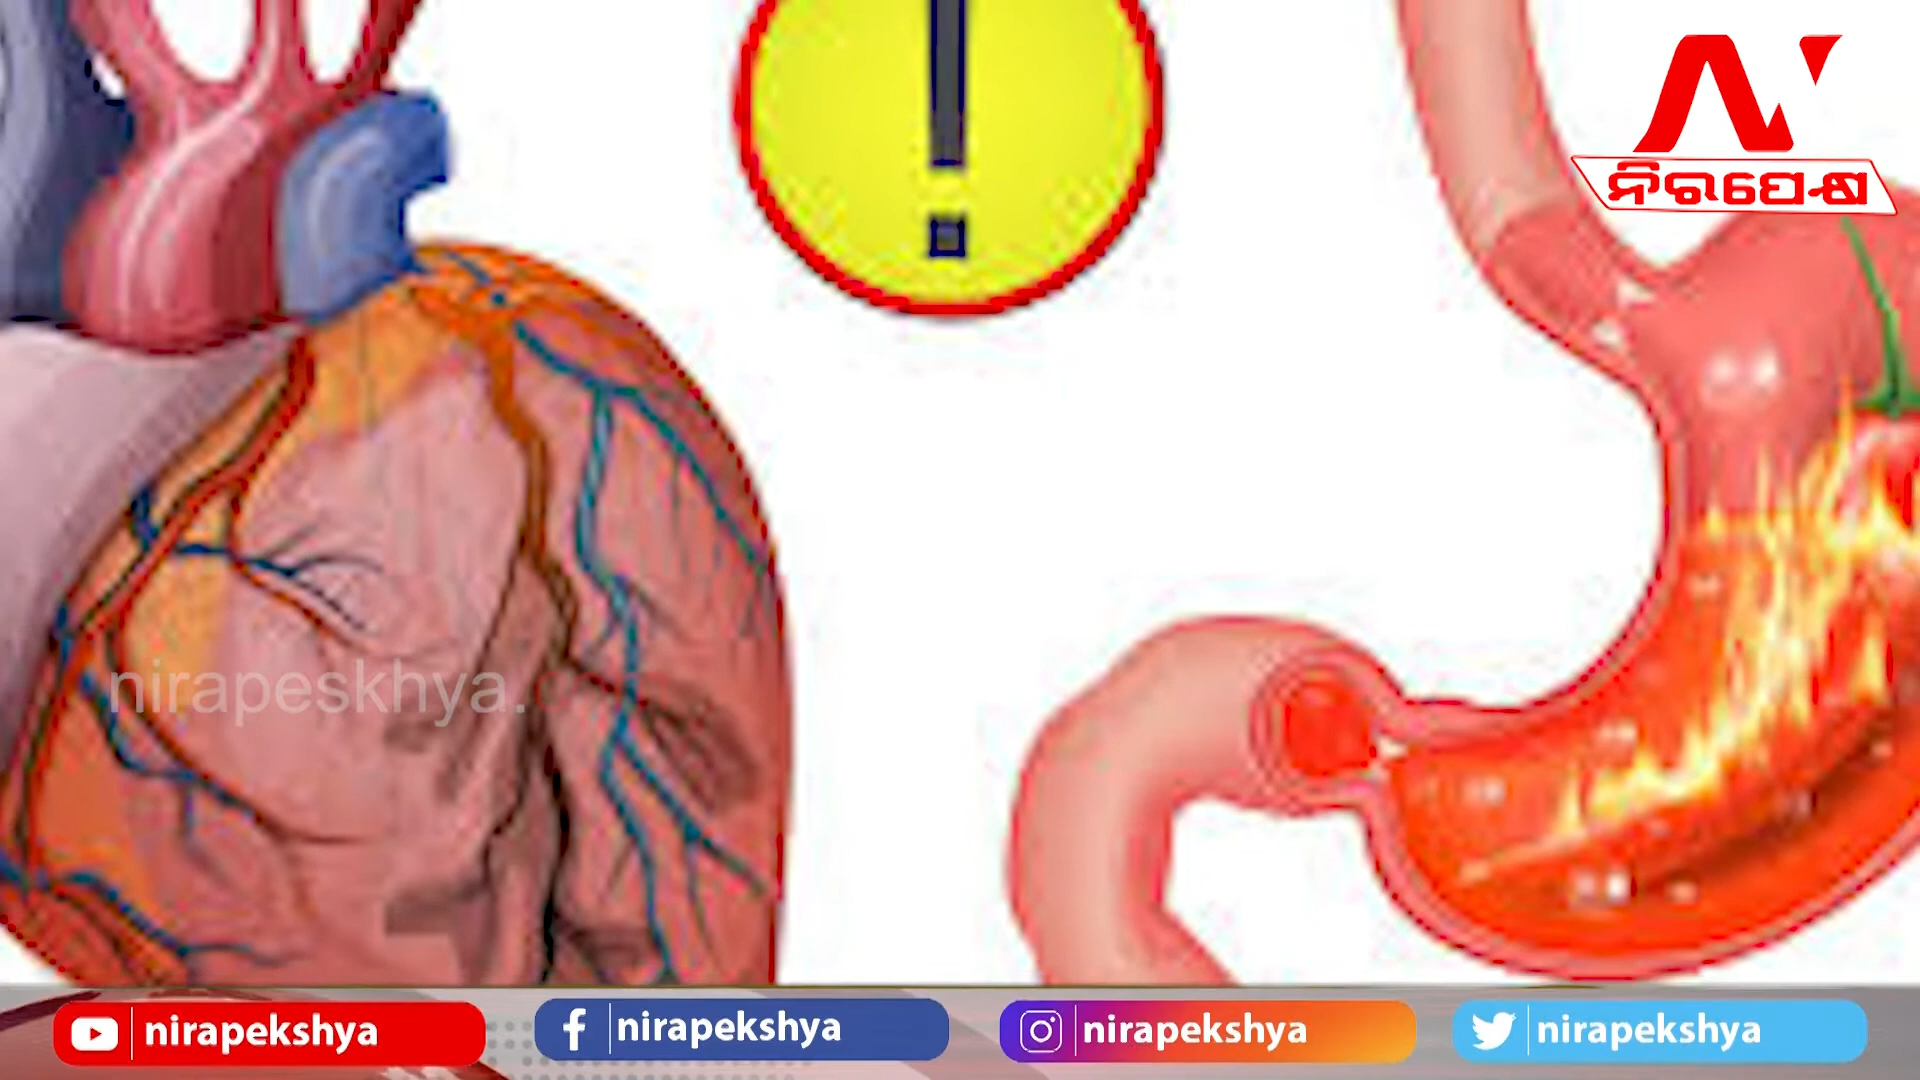 !
ନିରପେକ୍ଷ
nirapeskhya.
nirapekshya
nirapekshya
nirapekshya
nirapekshya